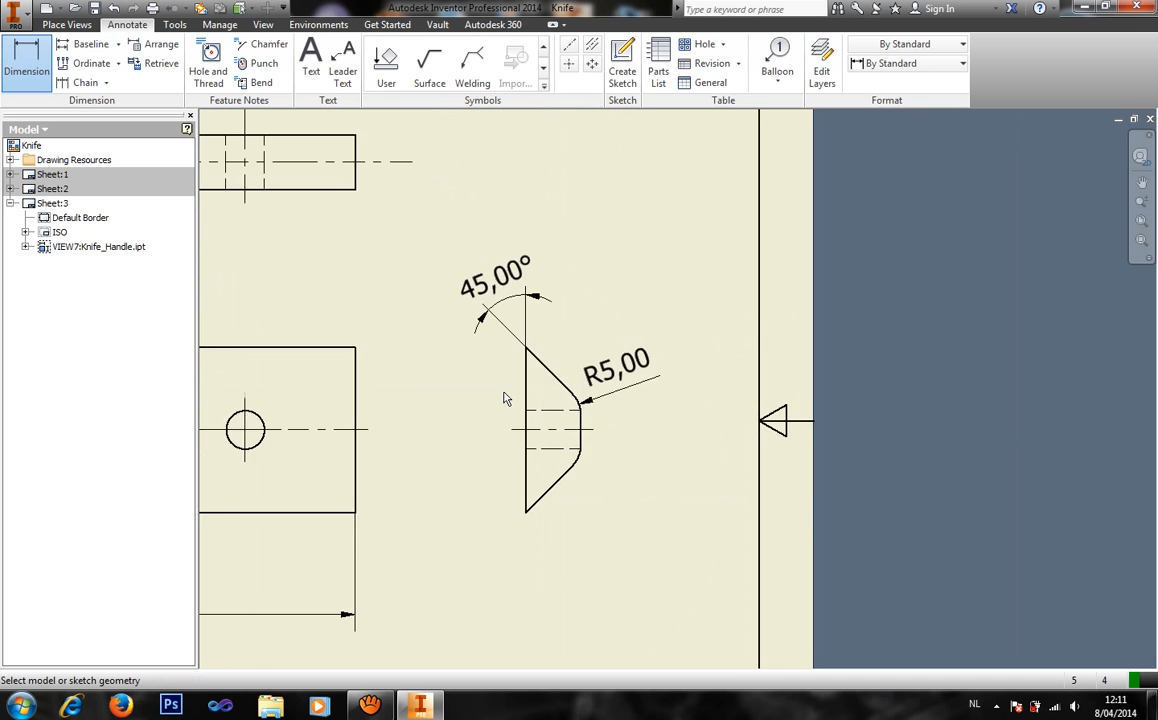 Autodesk Inventor Professional 2014 Knife
Type a keyword or phrase
Sign In
PRO
Place Views
Annotate
Tools
Manage
View
Environments
Get Started
Vault
Autodesk 360
Dimension
Baseline
Ordinate
Chain
Arrange
Retrieve
Dimension
Hole and
Thread
Chamfer
Punch
Bend
Feature Notes
A
Text
Leader
Text
Text
User
Surface
Welding
Impor...
Symbols
Create
Sketch
Sketch
Parts
List
Hole
Revision
General
Table
1
Balloon
Edit
Layers
By Standard
By Standard
Format
Model
Knife
Drawing Resources
Sheet:1
Sheet:2
Sheet:3
Default Border
ISO
VIEW7:Knife_Handle.ipt
45,00°
R5,00
Select model or sketch geometry
5
4
Ps
I
PRO
NL
12:11
8/04/2014